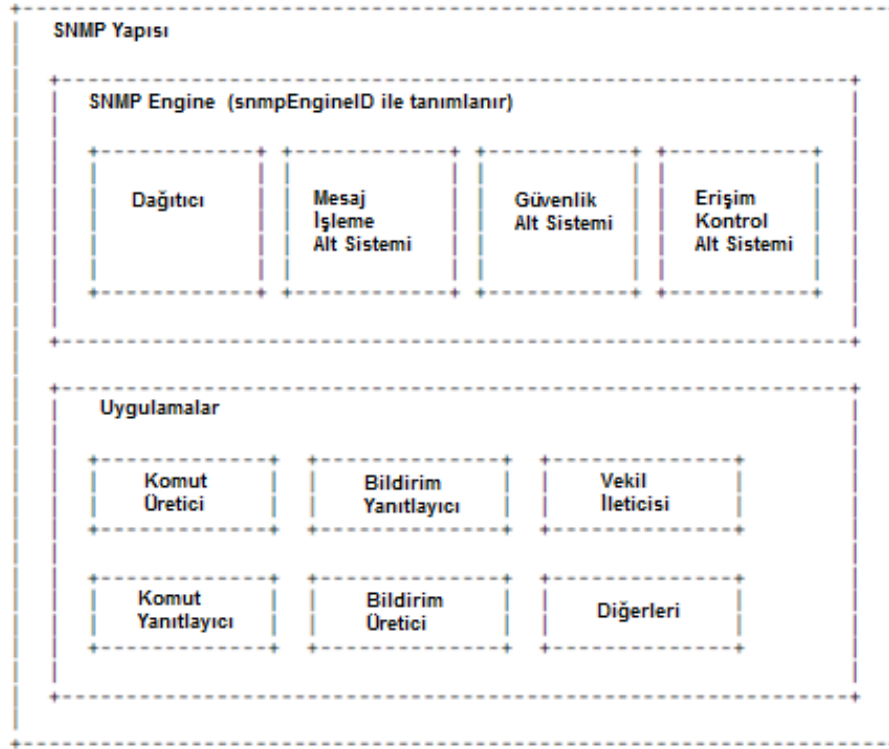 SNMP Yapısı
SNMP Engine (snmpEngineID ile tanımlanır)
Dağıtıcı
Mesaj
İşleme
Alt Sistemi
Güvenlik
Alt Sistemi
Erişim
Kontrol
Alt Sistemi
Uygulamalar
Komut
Üretici
Bildirim
Yanıtlayıcı
Vekil
İleticisi
Komut
Yanıtlayıcı
Bildirim
Üretici
Diğerleri